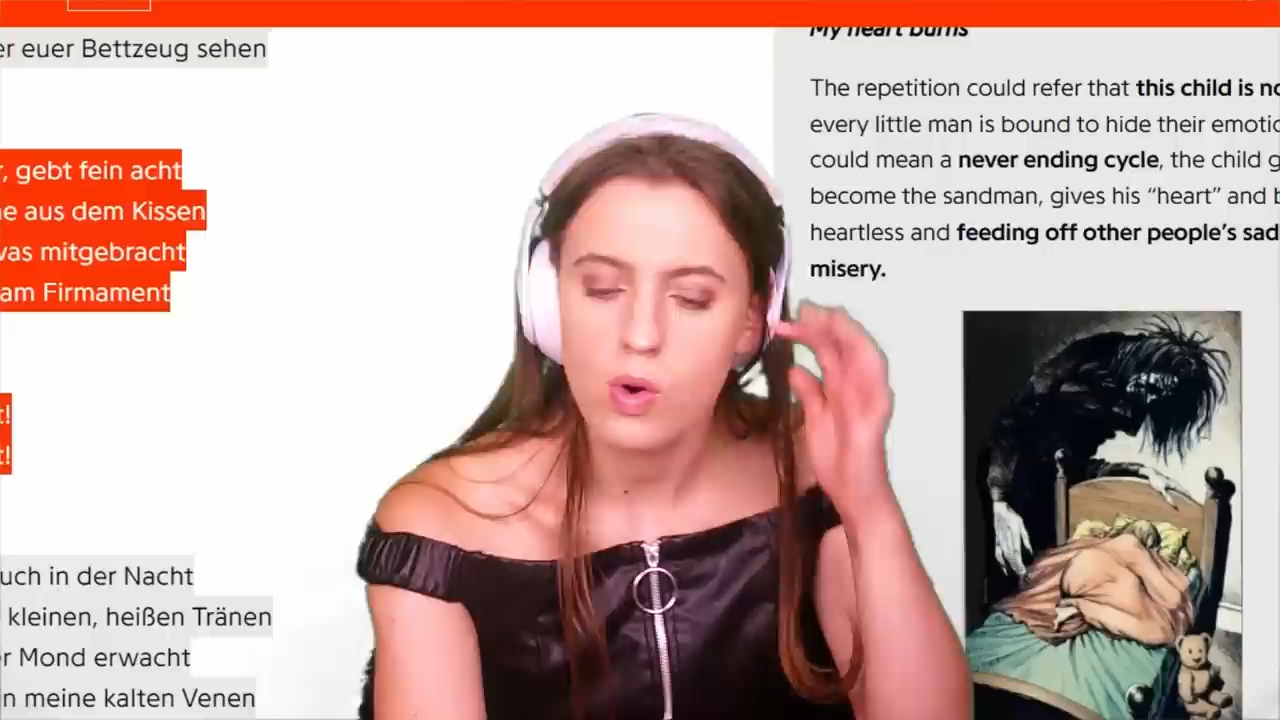 er euer Bettzeug sehen
, gebt fein acht
e aus dem Kissen
was mitgebracht
am Firmament
t!
t!
uch in der Nacht
kleinen, heißen Tränen
r Mond erwacht
n meine kalten Venen
My heart burns
The repetition could refer that this child is no
every little man is bound to hide their emotio
could mean a never ending cycle, the child g
become the sandman, gives his “heart” and b
heartless and feeding off other people’s sad
misery.